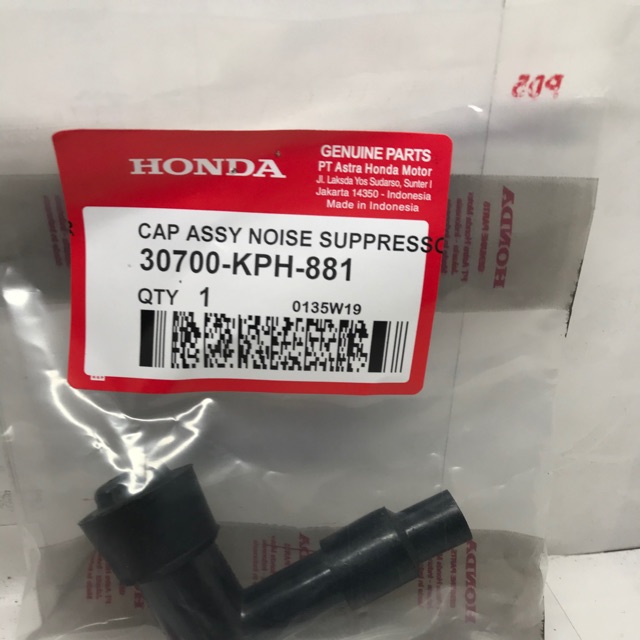 HONDA
GENUINE PARTS
PT Astra Honda Motor
Jl. Laksda Yos Sudarso, Sunter I
Jakarta 14350 - Indonesia
Made in Indonesia
CAP ASSY NOISE SUPPRESSO
30700-KPH-881
QTY 1
0135W19
HONDA
HONDA